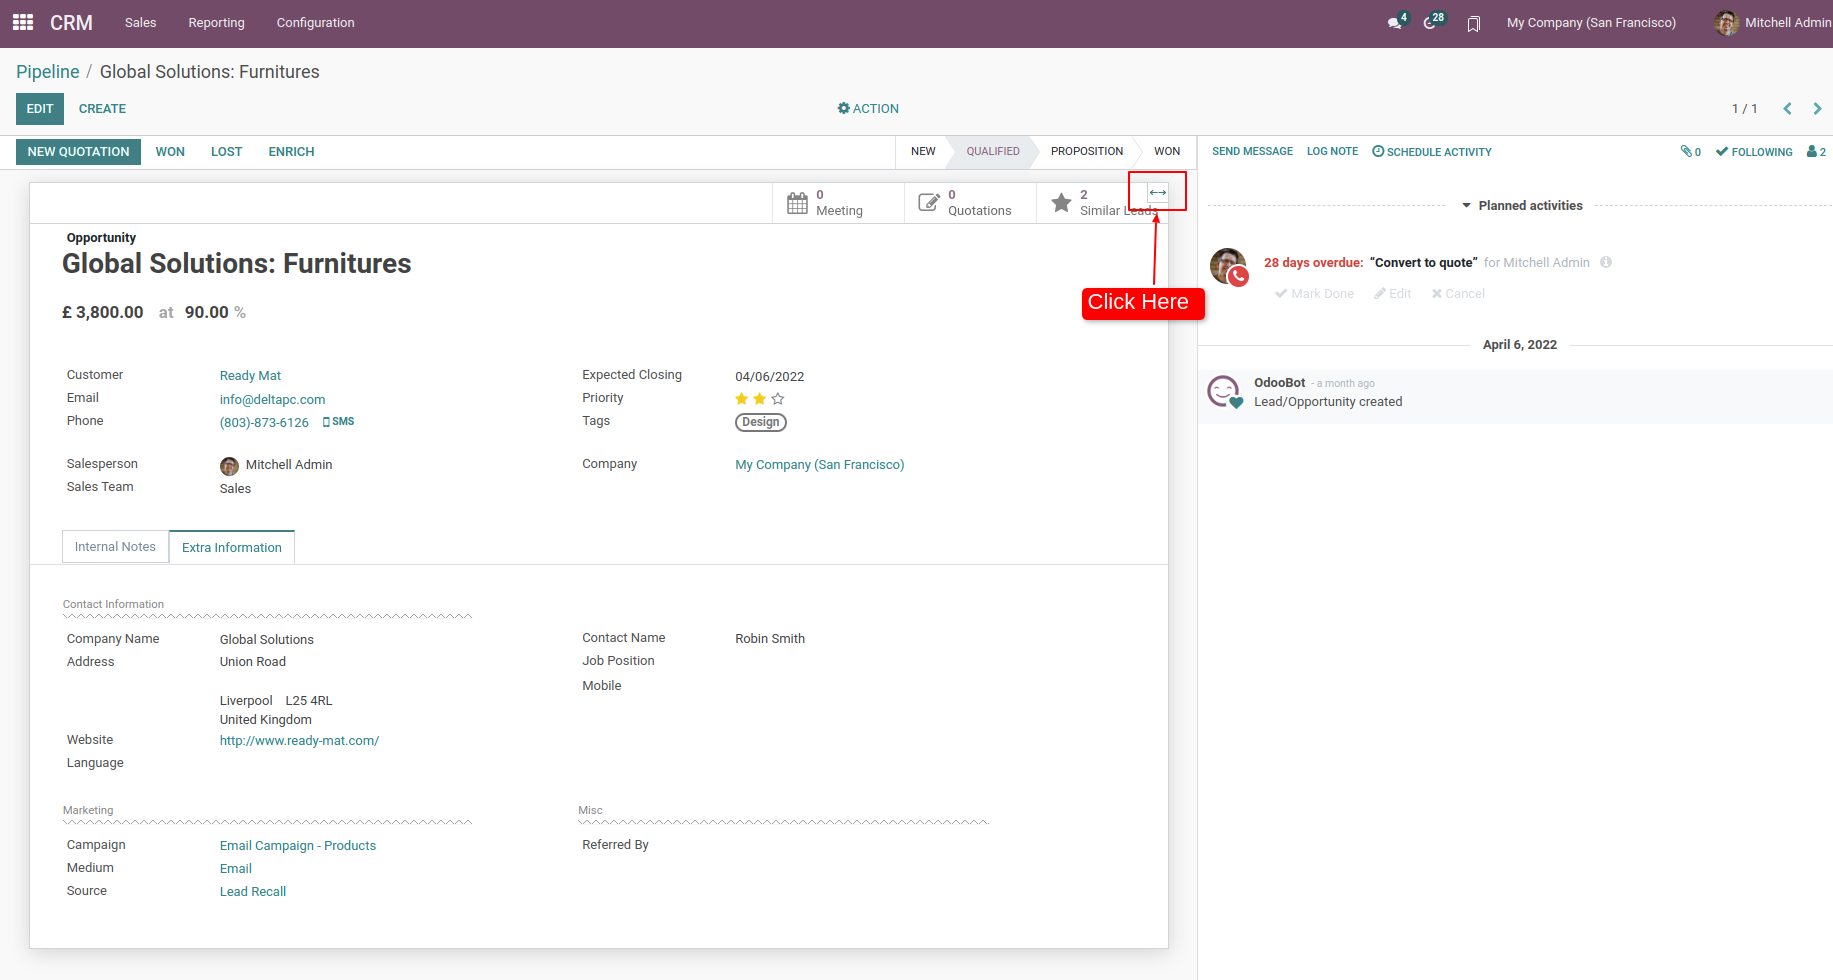 CRM Sales Reporting Configuration 4 28 My Company (San Francisco) Mitchell Admin
Pipeline / Global Solutions: Furnitures
EDIT CREATE ACTION 1 / 1
NEW QUOTATION WON LOST ENRICH NEW QUALIFIED PROPOSITION WON
0 Meeting
0 Quotations
2 Similar Leads
Click Here
Opportunity
Global Solutions: Furnitures
£ 3,800.00 at 90.00 %
Customer Ready Mat
Email info@deltapc.com
Phone (803)-873-6126 SMS
Expected Closing 04/06/2022
Priority
Tags Design
Salesperson Mitchell Admin
Sales Team Sales
Company My Company (San Francisco)
Internal Notes Extra Information
Contact Information
Company Name Global Solutions
Address Union Road
Liverpool L25 4RL
United Kingdom
Website http://www.ready-mat.com/
Language
Contact Name Robin Smith
Job Position
Mobile
Marketing
Campaign Email Campaign - Products
Medium Email
Source Lead Recall
Misc
Referred By
SEND MESSAGE LOG NOTE SCHEDULE ACTIVITY 0 FOLLOWING 2
Planned activities
28 days overdue: “Convert to quote” for Mitchell Admin
Mark Done Edit Cancel
April 6, 2022
OdooBot - a month ago
Lead/Opportunity created